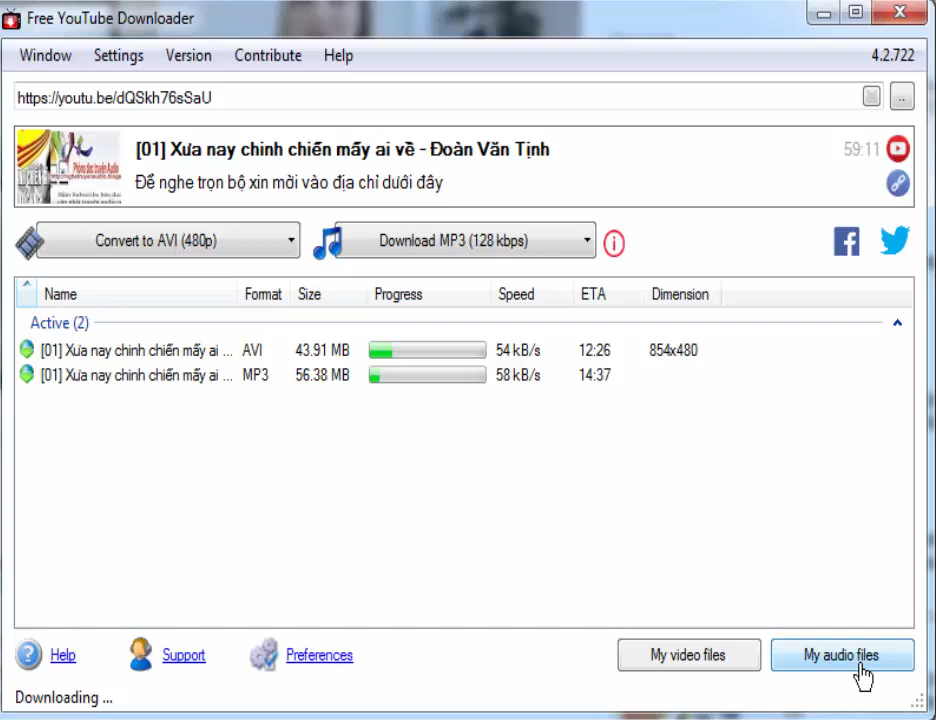 Free YouTube Downloader
Window Settings Version Contribute Help 4.2.722
https://youtu.be/dQSkh76sSaU ..
[01] Xưa nay chinh chiến mấy ai về - Đoàn Văn Tịnh 59:11
Để nghe trọn bộ xin mời vào địa chỉ dưới đây
Convert to AVI (480p) Download MP3 (128 kbps)
Name Format Size Progress Speed ETA Dimension
Active (2)
[01] Xưa nay chinh chiến mấy ai ... AVI 43.91 MB 54 kB/s 12:26 854x480
[01] Xưa nay chinh chiến mấy ai ... MP3 56.38 MB 58 kB/s 14:37
Help Support Preferences My video files My audio files
Downloading ...